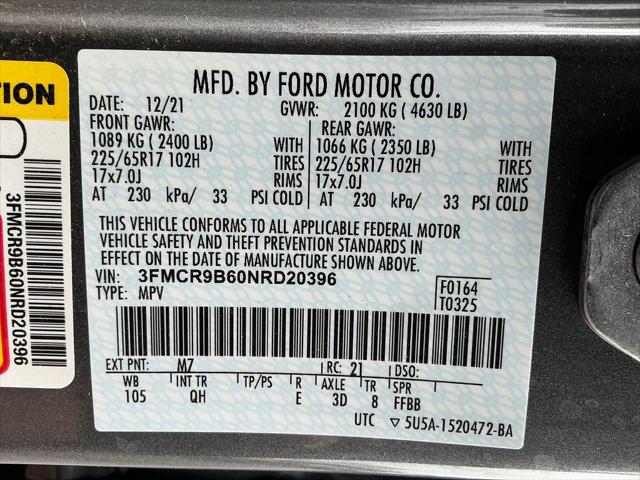 TION
3FMCR9B60NRD20396
MFD. BY FORD MOTOR CO.
DATE: 12/21 GVWR: 2100 KG ( 4630 LB)
FRONT GAWR: REAR GAWR:
1089 KG ( 2400 LB) WITH 1066 KG ( 2350 LB) WITH
225/65R17 102H TIRES 225/65R17 102H TIRES
17x7.0J RIMS 17x7.0J RIMS
AT 230 kPa/ 33 PSI COLD AT 230 kPa/ 33 PSI COLD
THIS VEHICLE CONFORMS TO ALL APPLICABLE FEDERAL MOTOR
VEHICLE SAFETY AND THEFT PREVENTION STANDARDS IN
EFFECT ON THE DATE OF MANUFACTURE SHOWN ABOVE.
VIN: 3FMCR9B60NRD20396 F0164
TYPE: MPV T0325
EXT PNT: M7 RC: 21 DSO:
WB INT TR TP/PS R AXLE TR SPR
105 QH E 3D 8 FFBB
UTC ▽ 5U5A-1520472-BA